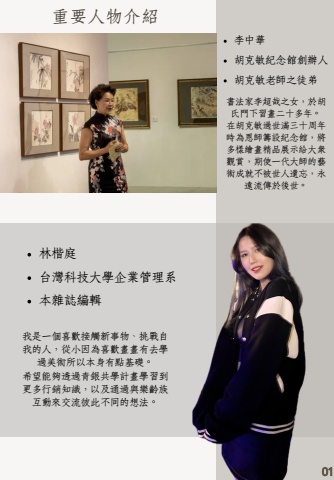 重要人物介紹
李中華
胡克敏紀念館創辦人
胡克敏老師之徒弟
書法家李超哉之女，於胡
氏門下習畫二十多年。
在胡克敏過世滿三十周年
時為恩師籌設紀念館，將
多樣繪畫精品展示給大眾
觀賞，期使一代大師的藝
術成就不被世人遺忘，永
遠流傳於後世。
林楷庭
台灣科技大學企業管理系
本雜誌編輯
我是一個喜歡接觸新事物、挑戰自
我的人，從小因為喜歡畫畫有去學
過美術所以本身有點基礎。
希望能夠透過青銀共學計畫學習到
更多行銷知識，以及通過與樂齡族
互動來交流彼此不同的想法。
01